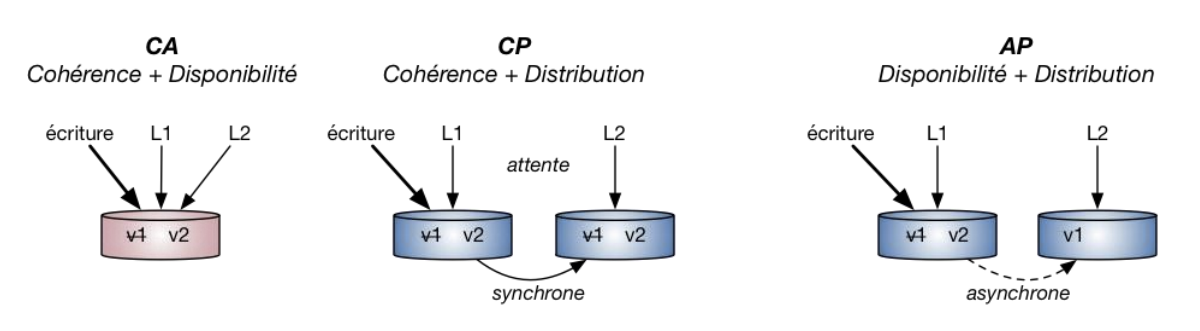 CA
Cohérence + Disponibilité
écriture L1 L2
v1 v2
CP
Cohérence + Distribution
écriture L1 L2
attente
v1 v2 v1 v2
synchrone
AP
Disponibilité + Distribution
écriture L1 L2
v1 v2 v1
asynchrone